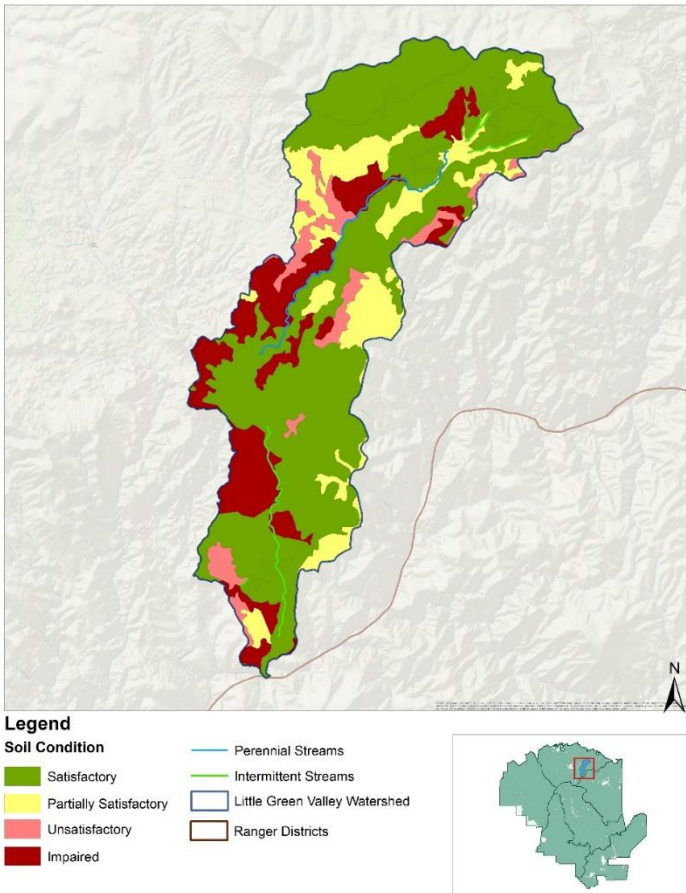 N
Legend
Soil Condition
Satisfactory
Partially Satisfactory
Unsatisfactory
Impaired
Perennial Streams
Intermittent Streams
Little Green Valley Watershed
Ranger Districts